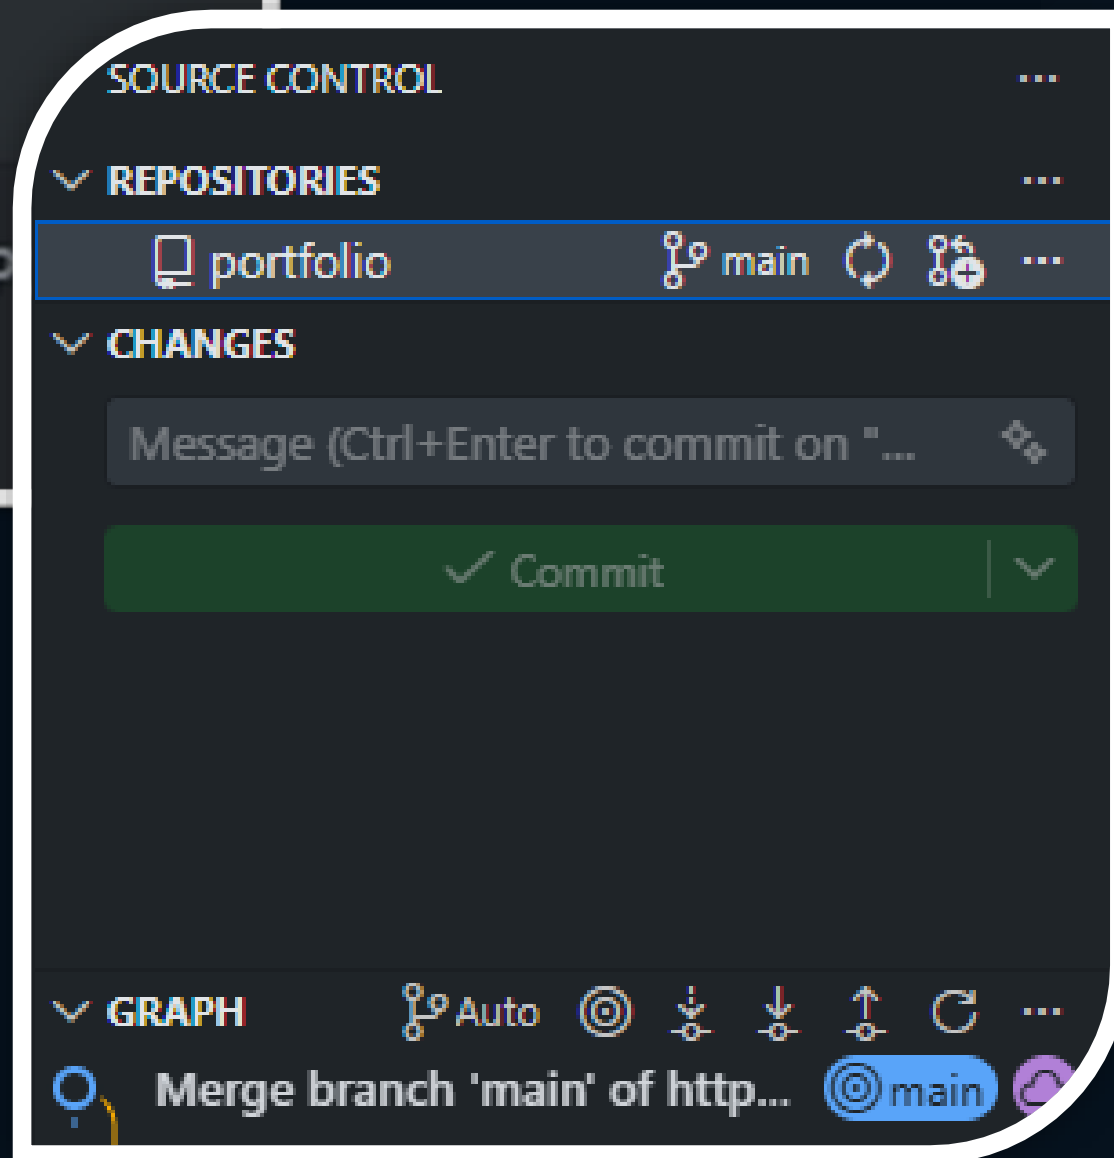 SOURCE CONTROL
REPOSITORIES
portfolio main
CHANGES
Message (Ctrl+Enter to commit on "...
Commit
GRAPH Auto
Merge branch 'main' of http... main